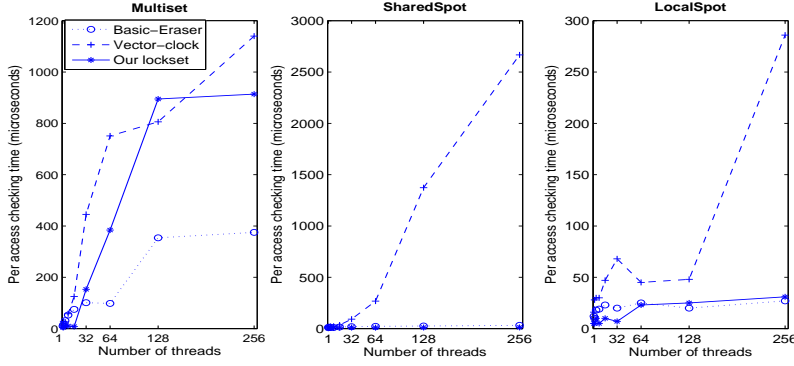 Multiset
Per access checking time (microseconds)
1200
1000
800
600
400
200
0
Basic-Eraser
Vector-clock
Our lockset
1 32 64 128 256
Number of threads
SharedSpot
Per access checking time (microseconds)
3000
2500
2000
1500
1000
500
0
1 32 64 128 256
Number of threads
LocalSpot
Per access checking time (microseconds)
300
250
200
150
100
50
0
1 32 64 128 256
Number of threads